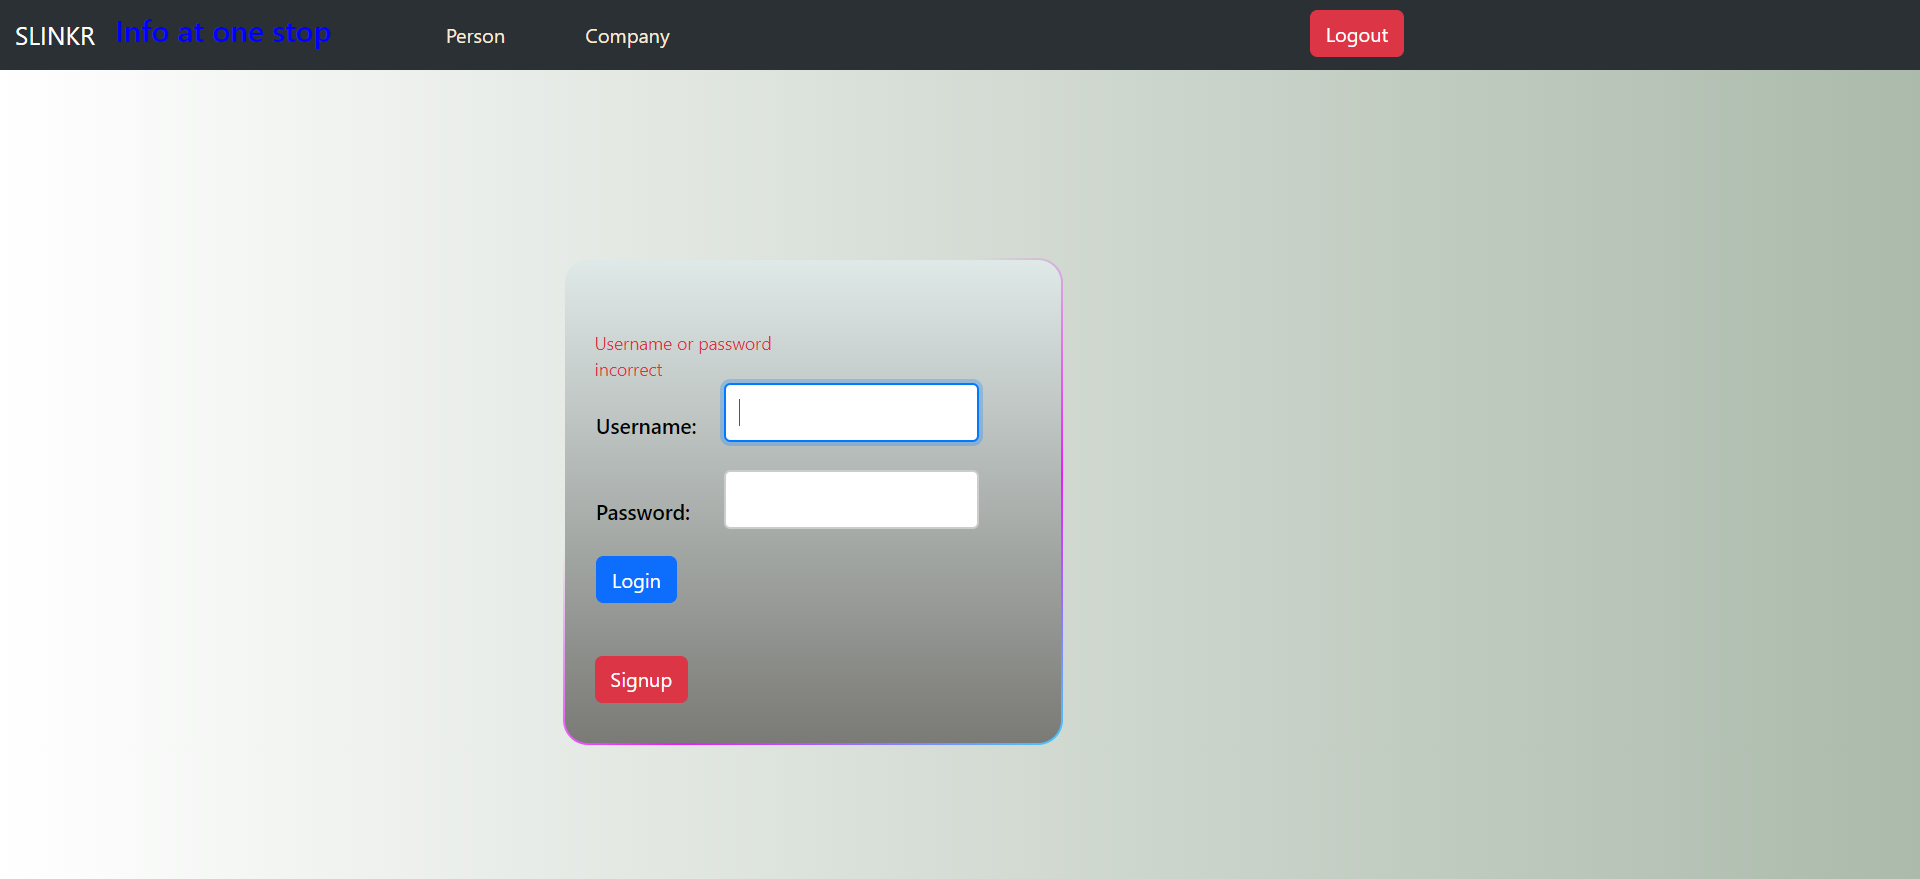 SLINKR Info at one stop Person Company Logout
Username or password
incorrect
Username:
Password:
Login
Signup